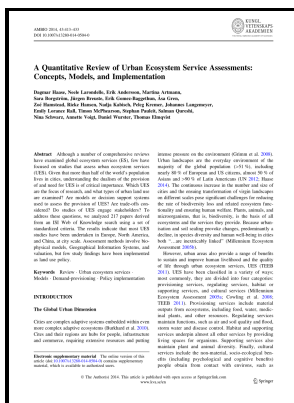 AMBIO 2014, 43:413–433
DOI 10.1007/s13280-014-0504-0
KUNGL.
VETENSKAPS-
AKADEMIEN
A Quantitative Review of Urban Ecosystem Service Assessments:
Concepts, Models, and Implementation
Dagmar Haase, Neele Larondelle, Erik Andersson, Martina Artmann,
Sara Borgström, Jürgen Breuste, Erik Gomez-Baggethun, Åsa Gren,
Zoé Hamstead, Rieke Hansen, Nadja Kabisch, Peleg Kremer, Johannes Langemeyer,
Emily Lorance Rall, Timon McPhearson, Stephan Pauleit, Salman Qureshi,
Nina Schwarz, Annette Voigt, Daniel Wurster, Thomas Elmqvist
Abstract Although a number of comprehensive reviews
have examined global ecosystem services (ES), few have
focused on studies that assess urban ecosystem services
(UES). Given that more than half of the world's population
lives in cities, understanding the dualism of the provision
of and need for UES is of critical importance. Which UES
are the focus of research, and what types of urban land use
are examined? Are models or decision support systems
used to assess the provision of UES? Are trade-offs con-
sidered? Do studies of UES engage stakeholders? To
address these questions, we analyzed 217 papers derived
from an ISI Web of Knowledge search using a set of
standardized criteria. The results indicate that most UES
studies have been undertaken in Europe, North America,
and China, at city scale. Assessment methods involve bio-
physical models, Geographical Information Systems, and
valuation, but few study findings have been implemented
as land use policy.
Keywords Review · Urban ecosystem services ·
Models · Demand-provisioning · Policy implementation
INTRODUCTION
The Global Urban Dimension
Cities are complex adaptive systems embedded within even
more complex adaptive ecosystems (Burkhard et al. 2010).
Cities and their regions are hubs for people, infrastructure
and commerce, requiring extensive resources and putting
Electronic supplementary material The online version of this
article (doi:10.1007/s13280-014-0504-0) contains supplementary
material, which is available to authorized users.
intense pressure on the environment (Grimm et al. 2008).
Urban landscapes are the everyday environment of the
majority of the global population (>51 %), including
nearly 80 % of European and US citizens, almost 50 % of
Asians and >80 % of Latin Americans (UN 2012; Haase
2014). The continuous increase in the number and size of
cities and the ensuing transformation of virgin landscapes
on different scales pose significant challenges for reducing
the rate of biodiversity loss and related ecosystem func-
tionality and ensuring human welfare. Plants, animals, and
microorganisms, that is, biodiversity, is the basis of all
ecosystems and the services they provide. Because urbani-
zation and soil sealing provoke changes, predominantly a
decline, in species diversity and human well-being in cities
both "… are inextricably linked" (Millennium Ecosystem
Assessment 2005b).
However, urban areas also provide a range of benefits
to sustain and improve human livelihood and the quality
of life through urban ecosystem services, UES (TEEB
2011). UES have been classified in a variety of ways;
most commonly, they are divided into four categories:
provisioning services, regulating services, habitat or
supporting services, and cultural services (Millennium
Ecosystem Assessment 2005a; Cowling et al. 2008;
TEEB 2011). Provisioning services include material
outputs from ecosystems, including food, water, medic-
inal plants, and other resources. Regulating services
maintain functions, such as air and soil quality and flood,
storm water and disease control. Habitat and supporting
services underpin almost all other services by providing
living spaces for organisms. Supporting services also
maintain plant and animal diversity. Finally, cultural
services include the non-material, socio-ecological ben-
efits (including psychological and cognitive benefits)
people obtain from contact with environs, such as
© The Author(s) 2014. This article is published with open access at Springerlink.com
www.kva.se/en
Springer